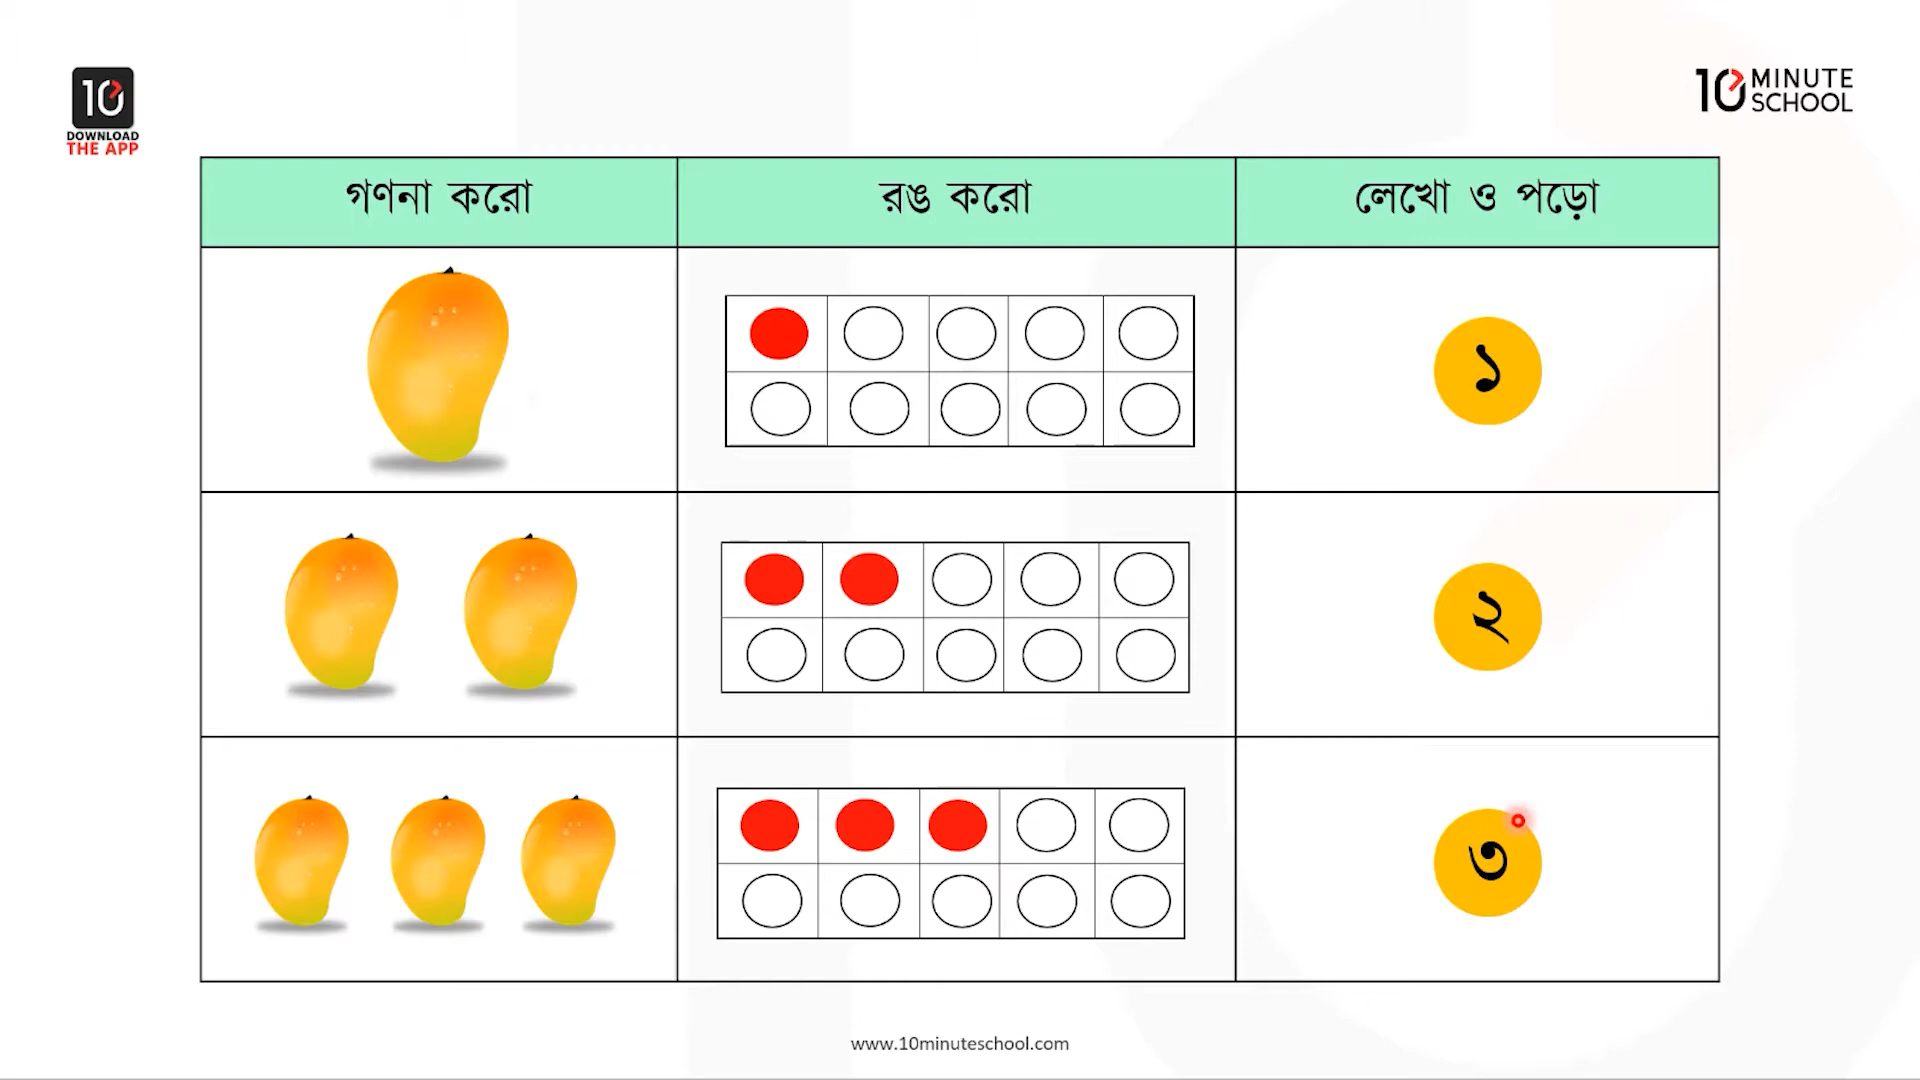 10
DOWNLOAD
THE APP
10 MINUTE
SCHOOL
গণনা করো
রঙ করো
লেখো ও পড়ো
১
২
৩
www.10minuteschool.com